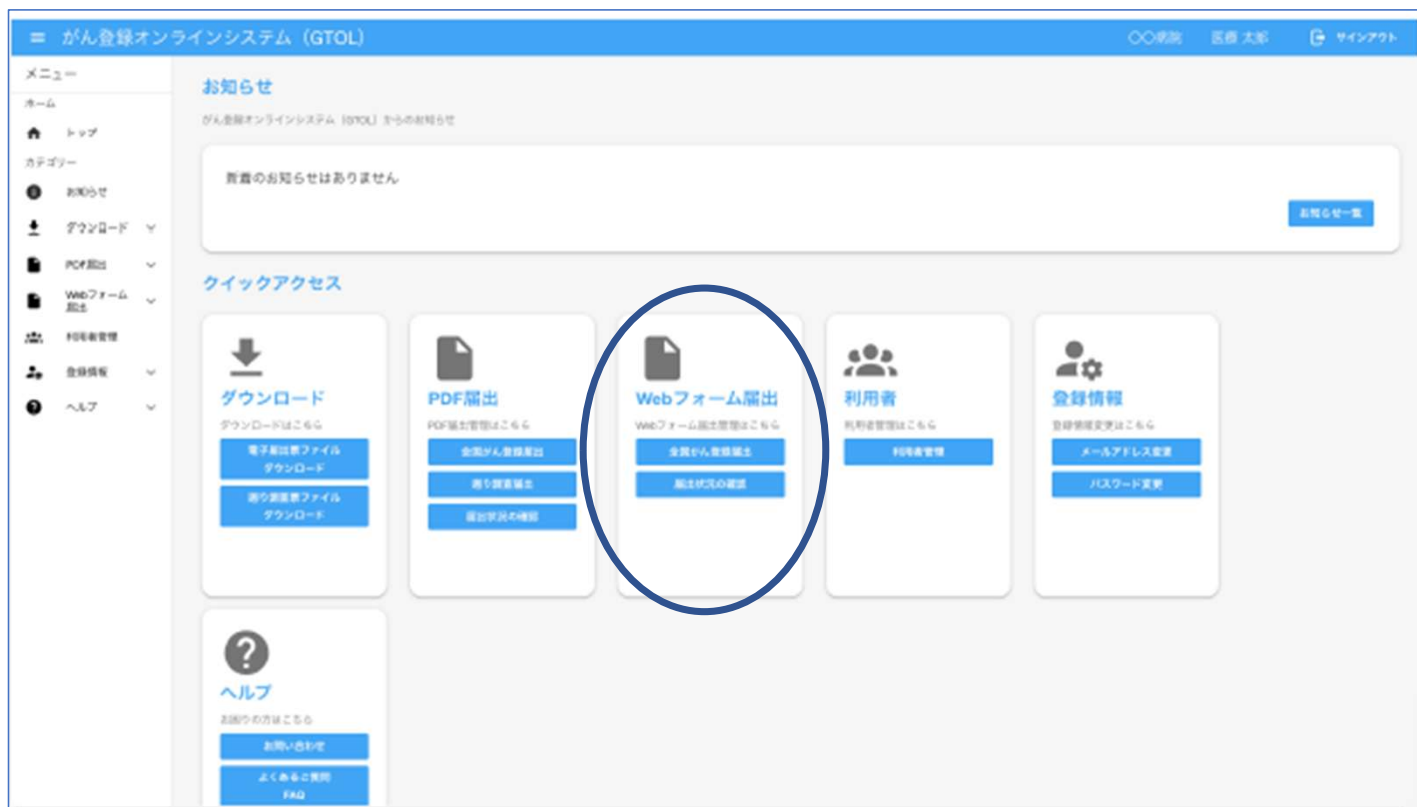 がん登録オンラインシステム（GTOL）
〇〇病院
医療 太郎
サインアウト
メニュー
ホーム
トップ
カテゴリー
お知らせ
ダウンロード
PDF届出
Webフォーム
届出
利用者管理
登録情報
ヘルプ
お知らせ
がん登録オンラインシステム（GTOL）からのお知らせ
新着のお知らせはありません
お知らせ一覧
クイックアクセス
ダウンロード
ダウンロードはこちら
電子届出票ファイル
ダウンロード
遡り調査票ファイル
ダウンロード
PDF届出
PDF届出管理はこちら
全国がん登録届出
遡り調査届出
届出状況の確認
Webフォーム届出
Webフォーム届出管理はこちら
全国がん登録届出
届出状況の確認
利用者
利用者管理はこちら
利用者管理
登録情報
登録情報変更はこちら
メールアドレス変更
パスワード変更
ヘルプ
お困りの方はこちら
お問い合わせ
よくあるご質問
FAQ